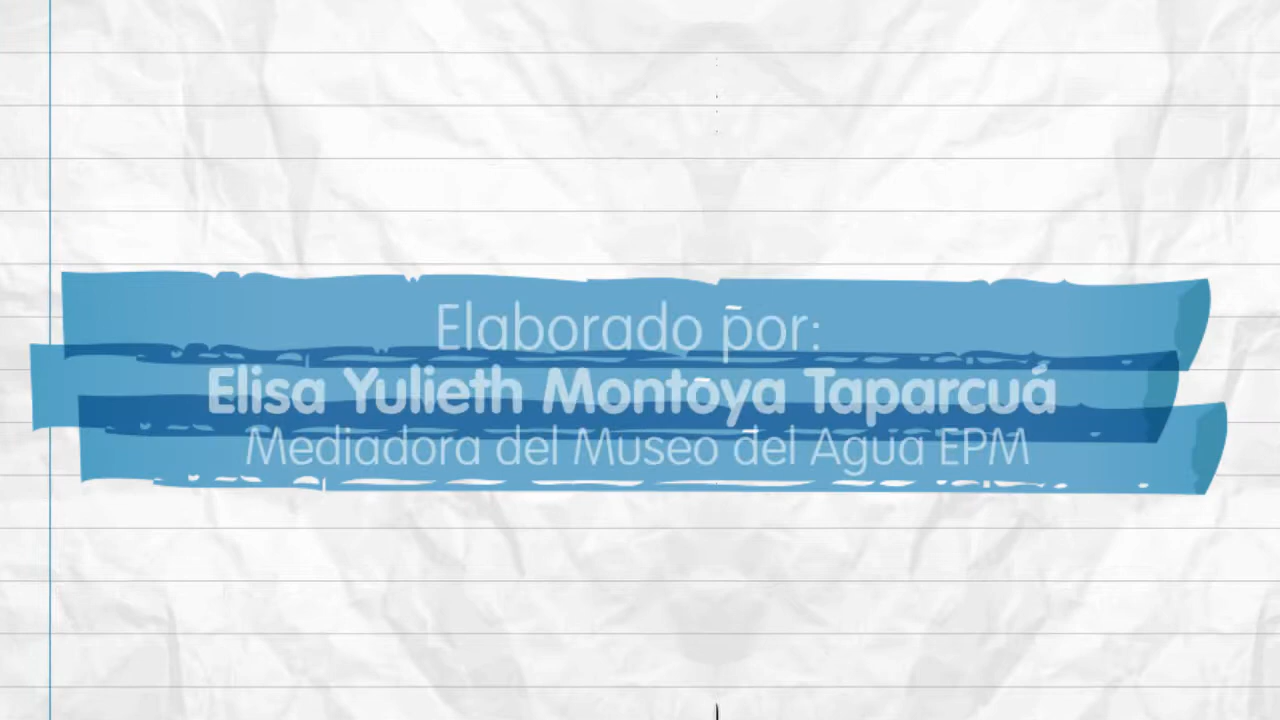 Elaborado por:
Elisa Yulieth Montoya Taparcuá
Mediadora del Museo del Agua EPM